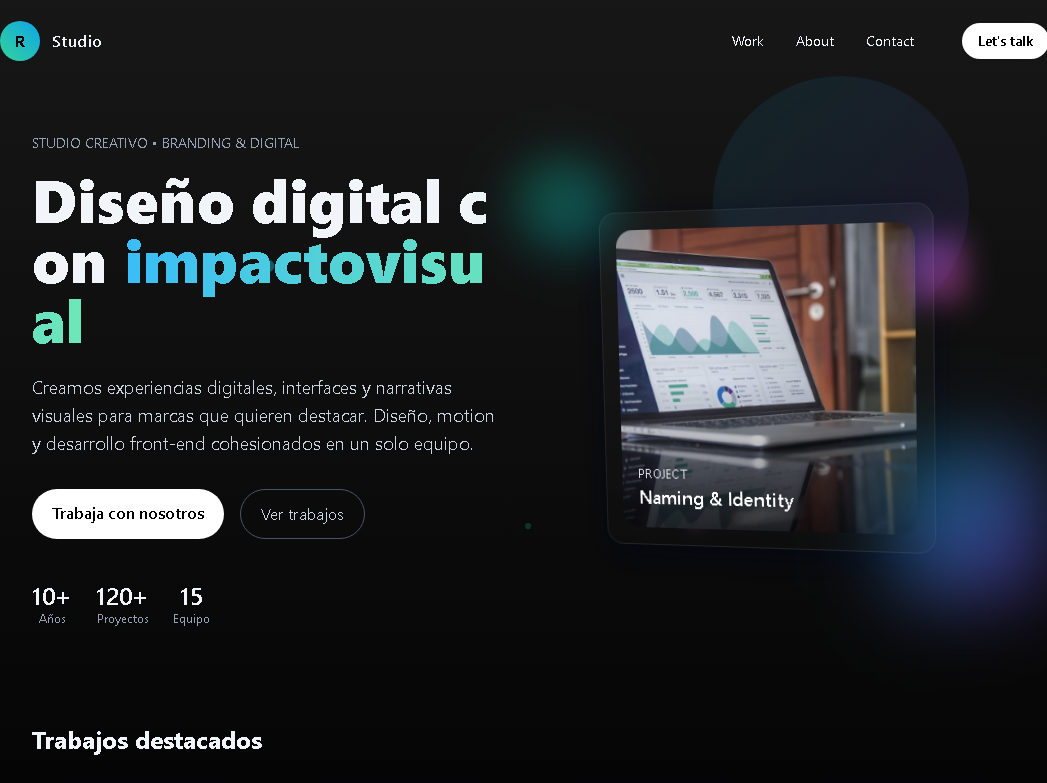 R Studio
Work About Contact Let's talk
STUDIO CREATIVO • BRANDING & DIGITAL
Diseño digital c
on impactovisu
al
Creamos experiencias digitales, interfaces y narrativas
visuales para marcas que quieren destacar. Diseño, motion
y desarrollo front-end cohesionados en un solo equipo.
Trabaja con nosotros Ver trabajos
10+ 120+ 15
Años Proyectos Equipo
PROJECT
Naming & Identity
Trabajos destacados